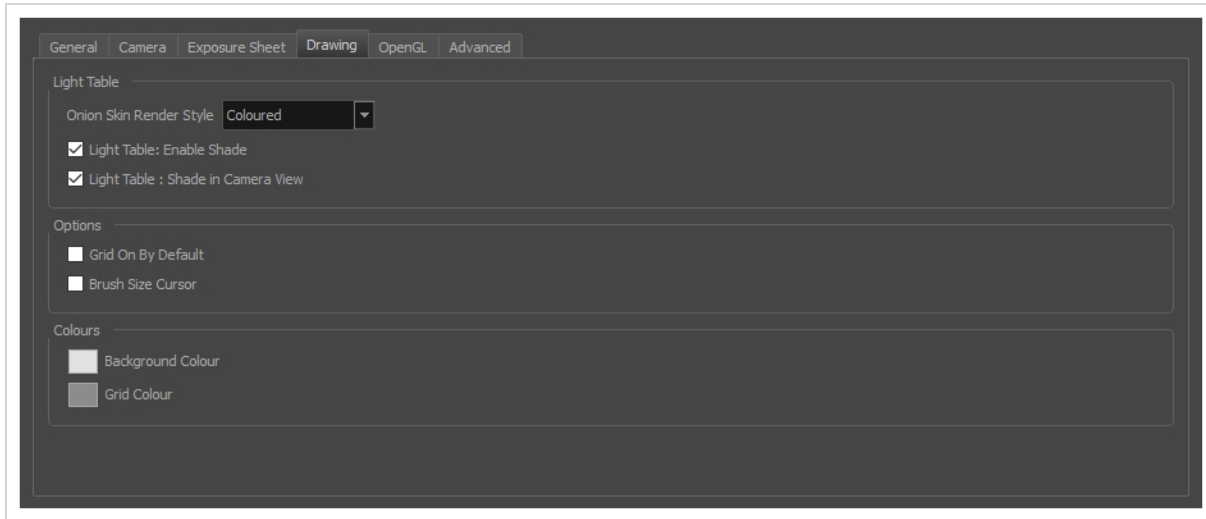 General Camera Exposure Sheet Drawing OpenGL Advanced
Light Table
Onion Skin Render Style Coloured
Light Table: Enable Shade
Light Table : Shade in Camera View
Options
Grid On By Default
Brush Size Cursor
Colours
Background Colour
Grid Colour